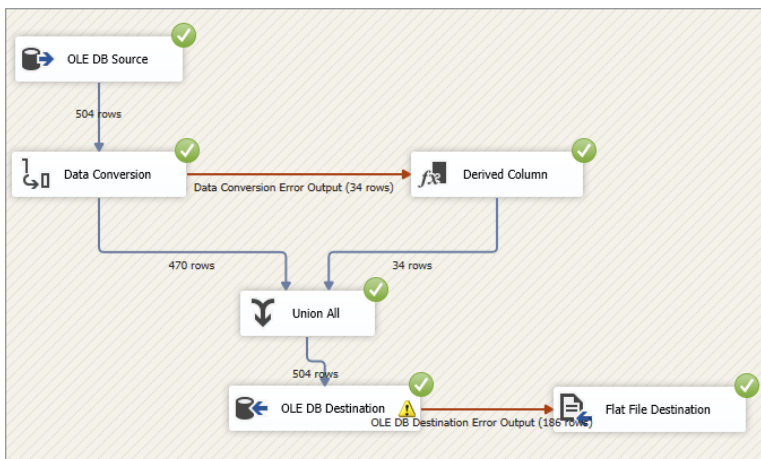 OLE DB Source
504 rows
Data Conversion
Data Conversion Error Output (34 rows)
Derived Column
470 rows
34 rows
Union All
504 rows
OLE DB Destination
OLE DB Destination Error Output (186 rows)
Flat File Destination